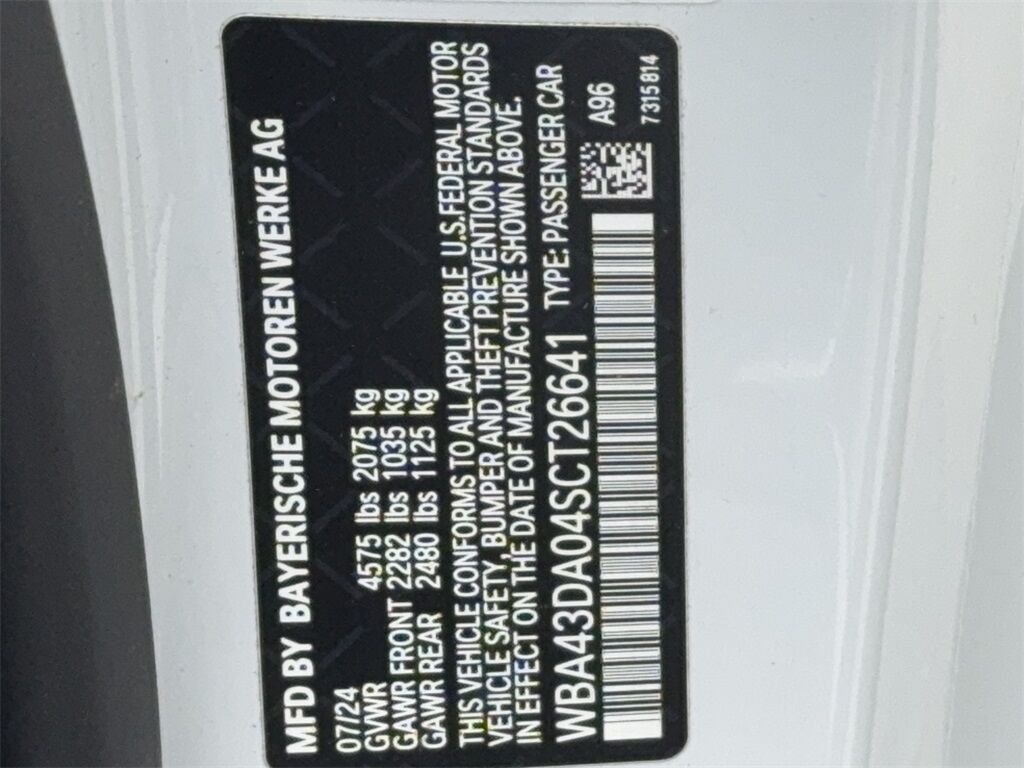 MFD BY BAYERISCHE MOTOREN WERKE AG
07/24
GVWR 4575 lbs 2075 kg
GAWR FRONT 2282 lbs 1035 kg
GAWR REAR 2480 lbs 1125 kg
THIS VEHICLE CONFORMS TO ALL APPLICABLE U.S.FEDERAL MOTOR
VEHICLE SAFETY, BUMPER AND THEFT PREVENTION STANDARDS
IN EFFECT ON THE DATE OF MANUFACTURE SHOWN ABOVE.
WBA43DA04SCT26641 TYPE: PASSENGER CAR
A96
7315814